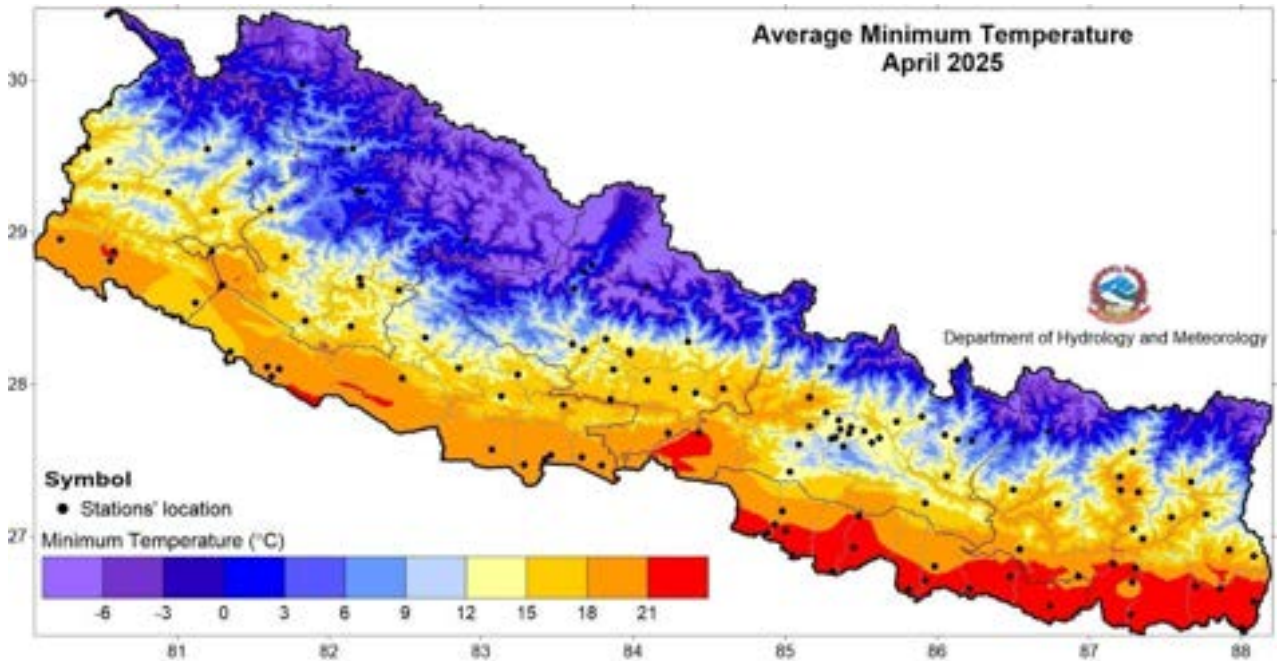 Average Minimum Temperature
April 2025
30
29
28
27
Department of Hydrology and Meteorology
Symbol
Stations' location
Minimum Temperature (°C)
-6 -3 0 3 6 9 12 15 18 21
81 82 83 84 85 86 87 88